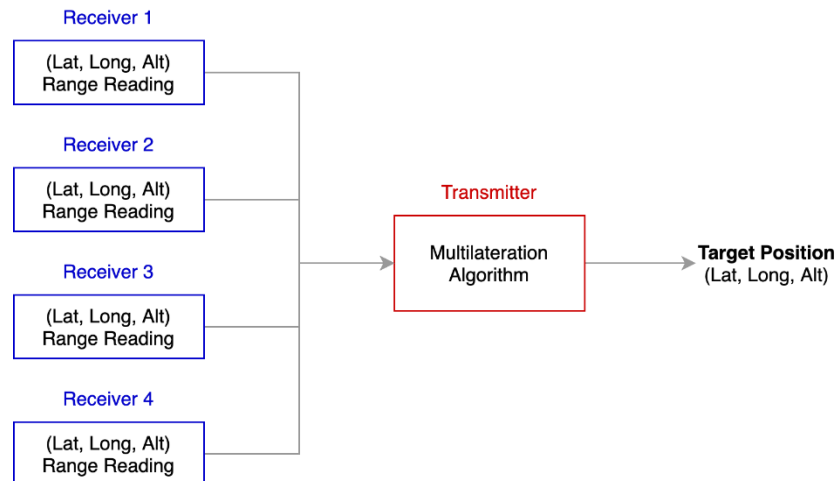 Receiver 1
(Lat, Long, Alt)
Range Reading
Receiver 2
(Lat, Long, Alt)
Range Reading
Receiver 3
(Lat, Long, Alt)
Range Reading
Receiver 4
(Lat, Long, Alt)
Range Reading
Transmitter
Multilateration
Algorithm
Target Position
(Lat, Long, Alt)